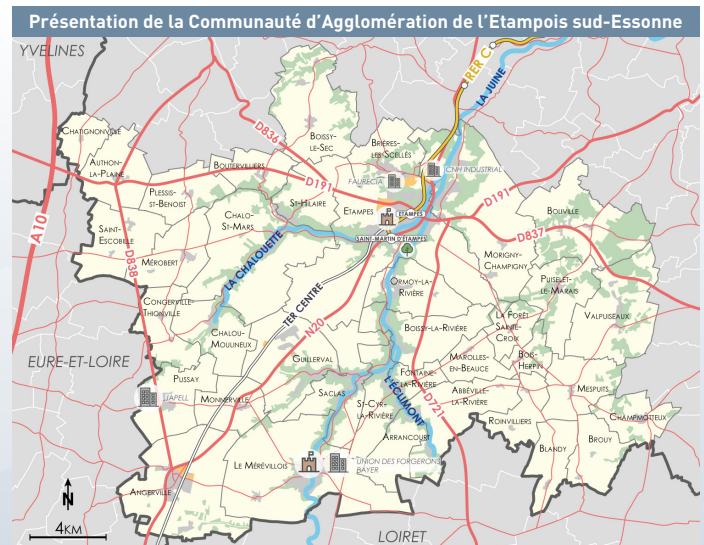 Présentation de la Communauté d'Agglomération de l'Etampois sud-Essonne
YVELINES
RER C
LA JUINE
D836
CHATIGNONVILLE
BOISSY-
LE-SEC
BRIÈRES-
LES-SCELLÉS
AUTHON-
LA-PLAINE
BOUTERVILLIERS
CNH INDUSTRIAL
FAURECIA
D191
PLESSIS-
ST-BENOIST
ST-HILAIRE
D191
A10
CHALO-
ST-MARS
ETAMPES
ETAMPES
BOUVILLE
SAINT-
ESCOBILLE
SAINT-MARTIN D'ÉTAMPES
D837
MÉROBERT
D838
LA CHALOUETTE
MORIGNY-
CHAMPIGNY
ORMOY-LA-
RIVIÈRE
PUISELET-
LE-MARAIS
CONGERVILLE-
THIONVILLE
TER CENTRE
LA FORÊT
SAINTE-
CROIX
VALPUISEAUX
N20
BOISSY-LA-RIVIÈRE
CHALOU-
MOULINEUX
EURE-ET-LOIRE
GUILLERVAL
MAROLLES-
EN-BEAUCE
BOIS-
HERPIN
FONTAINE-
LA-RIVIÈRE
PUSSAY
L'ÉCLIMONT
MESPUITS
JAPELL
MONNERVILLE
SACLAS
ABBÉVILLE-
LA-RIVIÈRE
ST-CYR-
LA-RIVIÈRE
D721
ROINVILLIERS
CHAMPMOTTEUX
ARRANCOURT
BROUY
BLANDY
LE MÉRÉVILLOIS
UNION DES FORGERONS
BAYER
ANGERVILLE
N
4KM
LOIRET